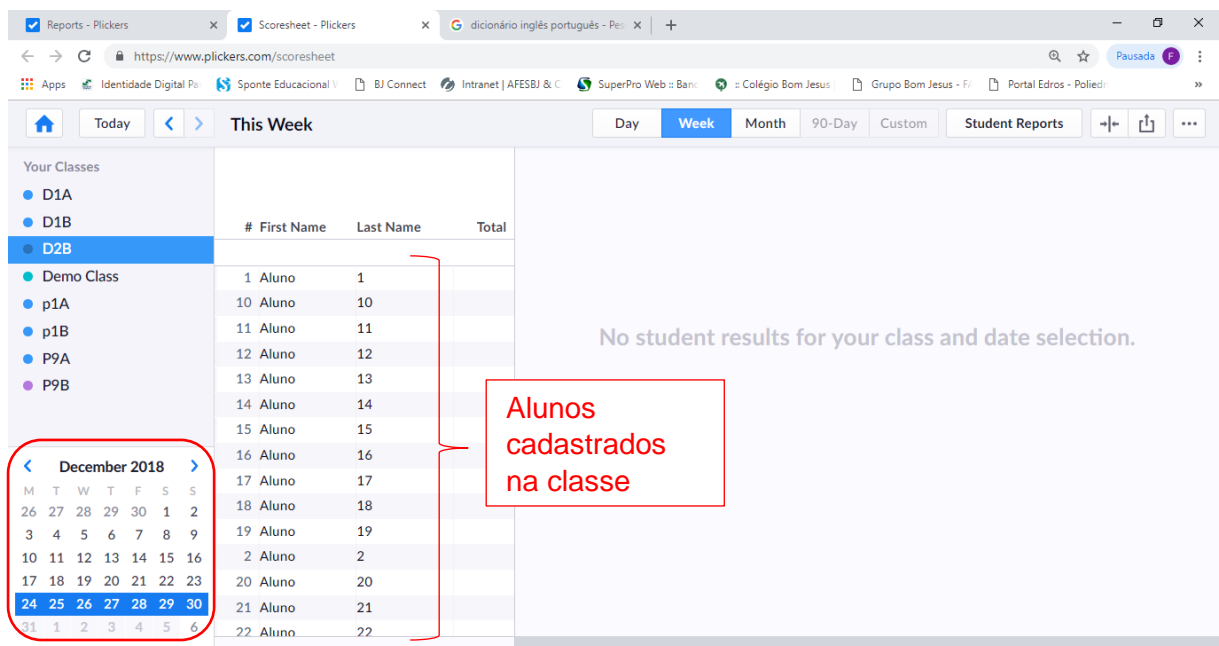 Reports - Plickers
Scoresheet - Plickers
dicionário inglês português - Pes
https://www.plickers.com/scoresheet
Pausada F
Apps Identidade Digital Pa Sponte Educacional BJ Connect Intranet | AFESBJ & C SuperPro Web :: Banc :: Colégio Bom Jesus Grupo Bom Jesus - F Portal Edros - Poliedr »
Today This Week Day Week Month 90-Day Custom Student Reports
Your Classes
D1A
D1B
D2B
Demo Class
p1A
p1B
P9A
P9B
December 2018
M T W T F S S
26 27 28 29 30 1 2
3 4 5 6 7 8 9
10 11 12 13 14 15 16
17 18 19 20 21 22 23
24 25 26 27 28 29 30
31 1 2 3 4 5 6
# First Name Last Name Total
1 Aluno 1
10 Aluno 10
11 Aluno 11
12 Aluno 12
13 Aluno 13
14 Aluno 14
15 Aluno 15
16 Aluno 16
17 Aluno 17
18 Aluno 18
19 Aluno 19
2 Aluno 2
20 Aluno 20
21 Aluno 21
22 Aluno 22
No student results for your class and date selection.
Alunos
cadastrados
na classe